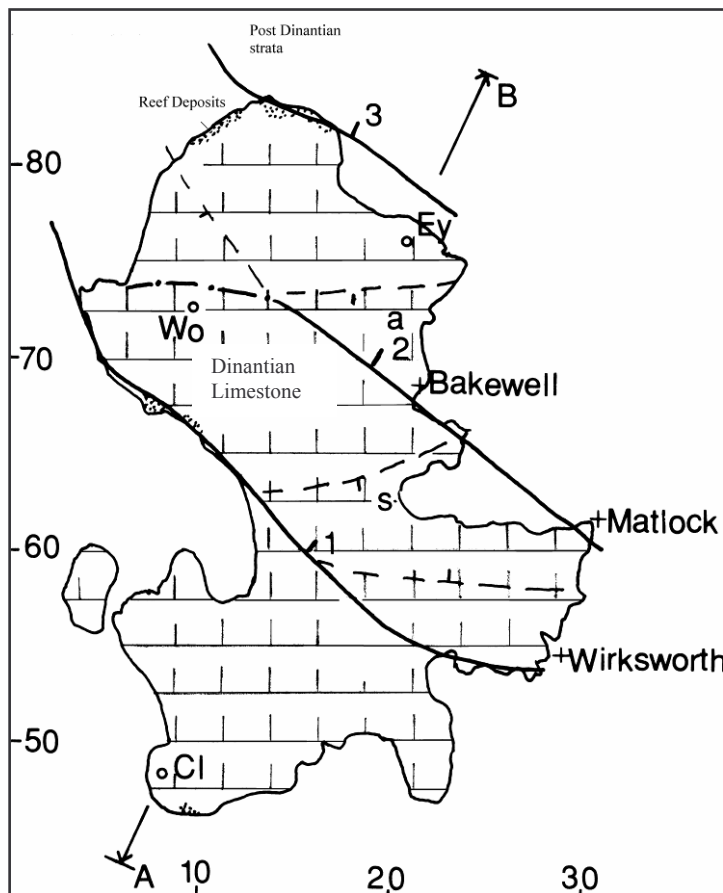 Post Dinantian
strata
Reef Deposits
B
3
80
Ey
Wo
a
2
70
Dinantian
Limestone
Bakewell
s
Matlock
1
60
Wirksworth
50
Cl
A
10
20
30